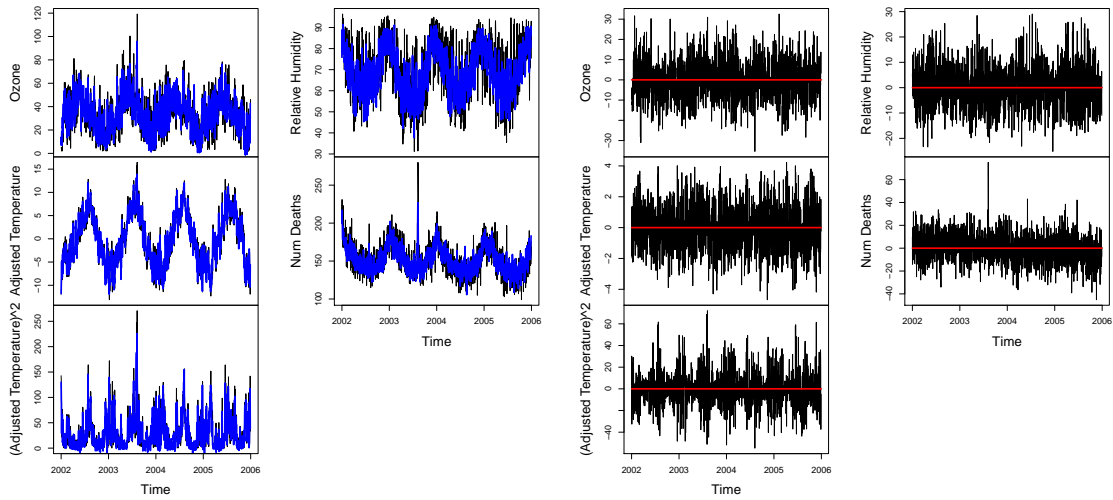 Ozone
0 20 40 60 80 100 120
Adjusted Temperature
-10 -5 0 5 10 15
(Adjusted Temperature)^2
0 50 100 150 200 250
2002 2003 2004 2005 2006
Time
Relative Humidity
30 40 50 60 70 80 90
Num Deaths
100 150 200 250
2002 2003 2004 2005 2006
Time
Ozone
-30 -10 0 10 20 30
Adjusted Temperature
-4 -2 0 2 4
(Adjusted Temperature)^2
-40 0 20 40 60
2002 2003 2004 2005 2006
Time
Relative Humidity
-20 -10 0 10 20 30
Num Deaths
-40 -20 0 20 40 60
2002 2003 2004 2005 2006
Time